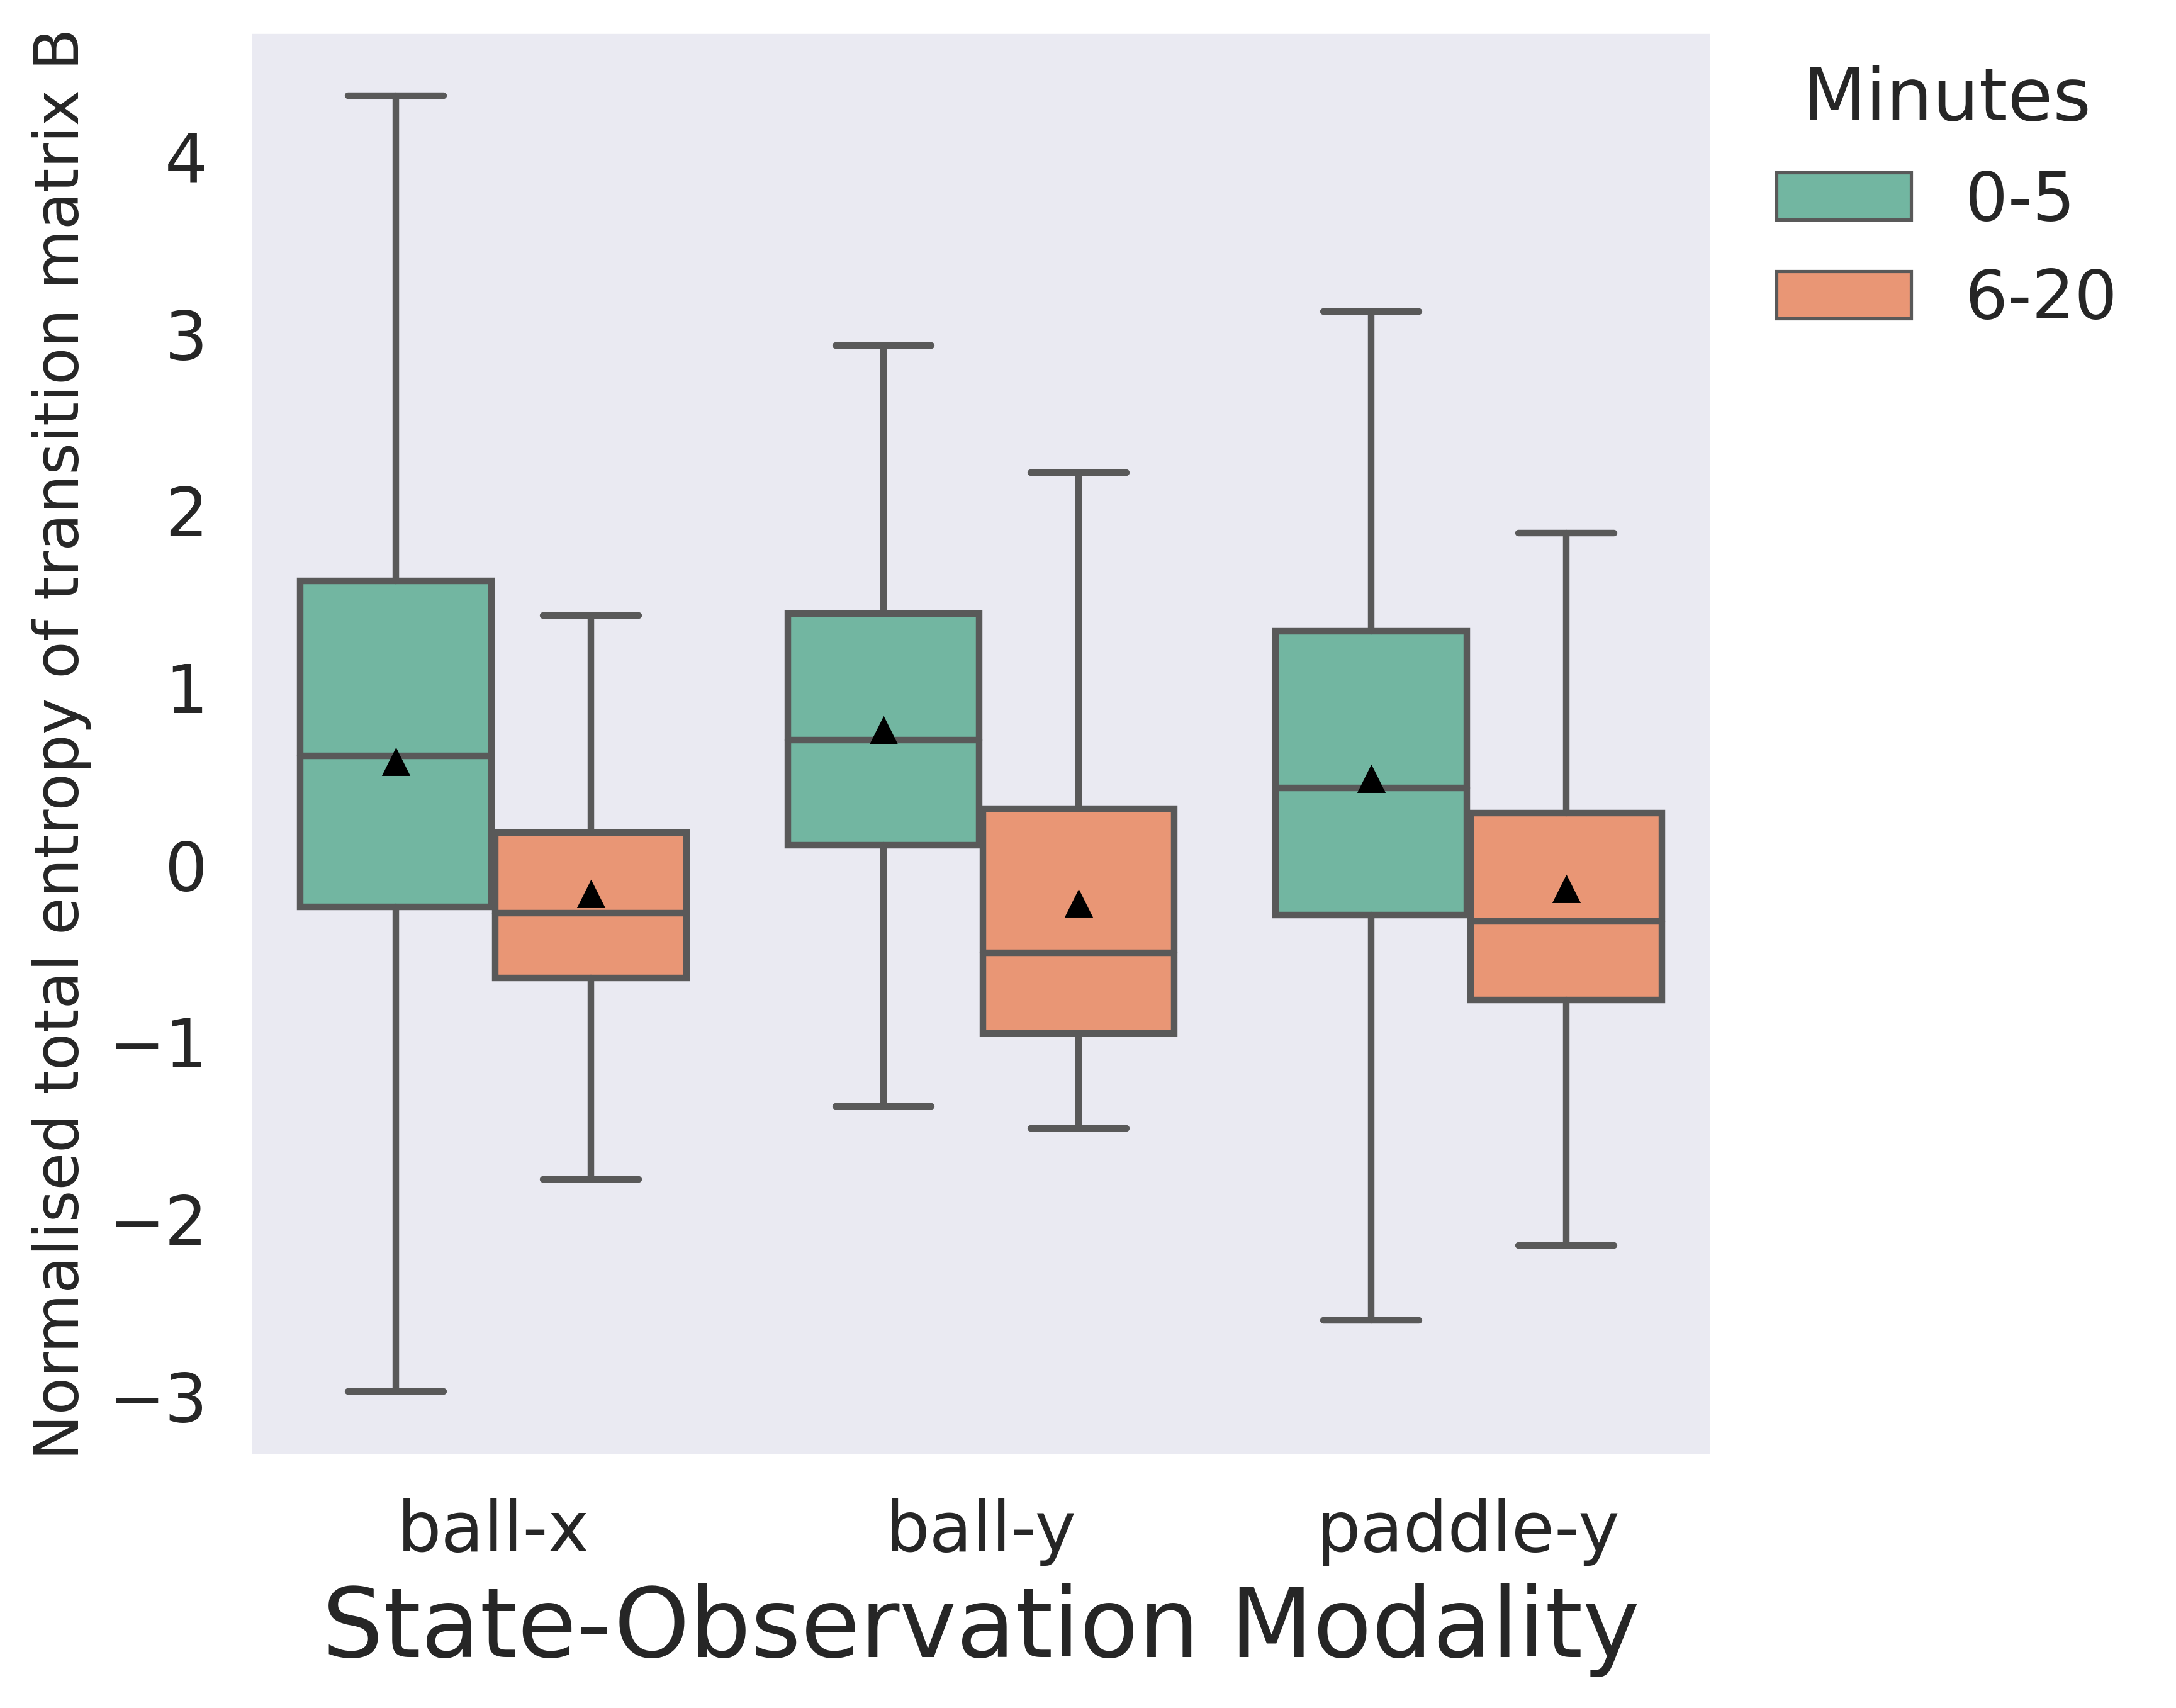 Normalised total entropy of transition matrix B
4
3
2
1
0
−1
−2
−3
ball-x
ball-y
paddle-y
State-Observation Modality
Minutes
0-5
6-20